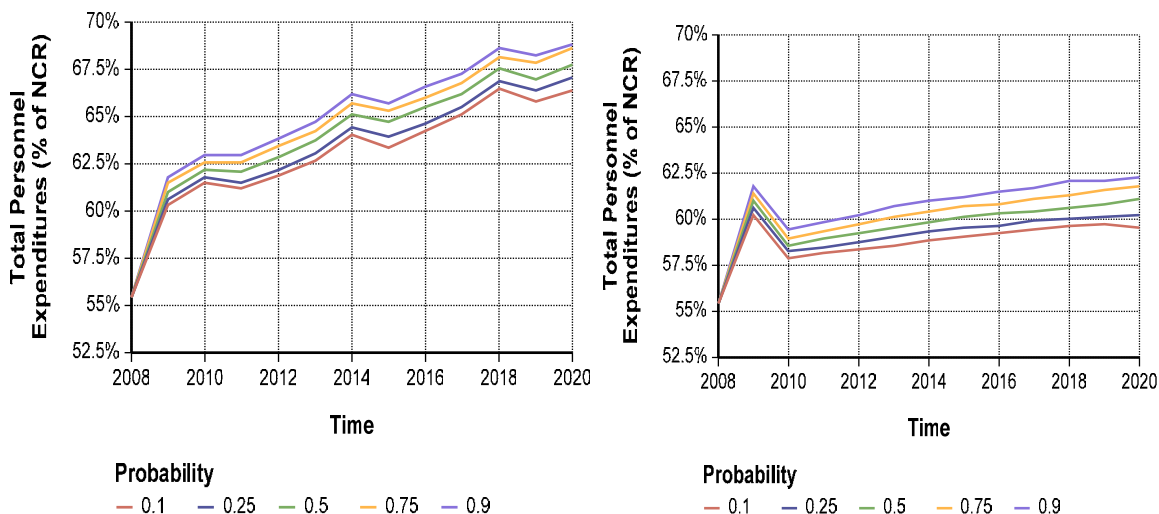 Total Personnel
Expenditures (% of NCR)
70%
67.5%
65%
62.5%
60%
57.5%
55%
52.5%
2008 2010 2012 2014 2016 2018 2020
Time
Probability
0.1 0.25 0.5 0.75 0.9
Total Personnel
Expenditures (% of NCR)
70%
67.5%
65%
62.5%
60%
57.5%
55%
52.5%
2008 2010 2012 2014 2016 2018 2020
Time
Probability
0.1 0.25 0.5 0.75 0.9